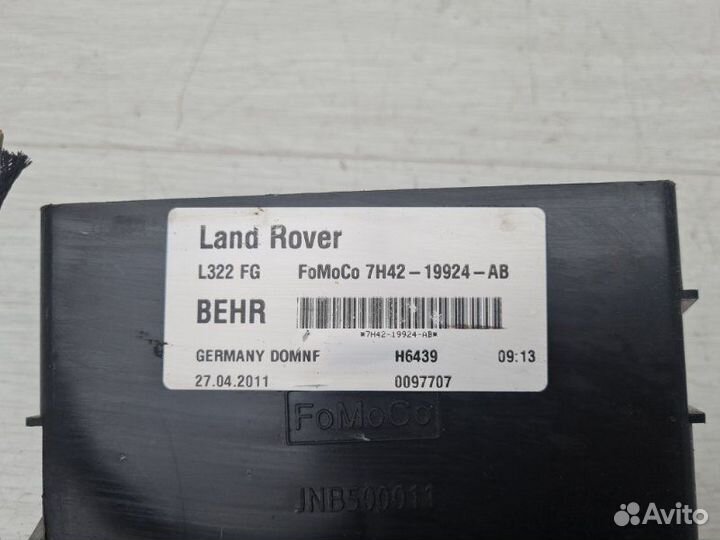 Land Rover
L322 FG FoMoCo 7H42-19924-AB
BEHR
*7H42-19924-AB*
GERMANY DOMNF H6439 09:13
27.04.2011 0097707
FoMoCo
JNB500011
Avito